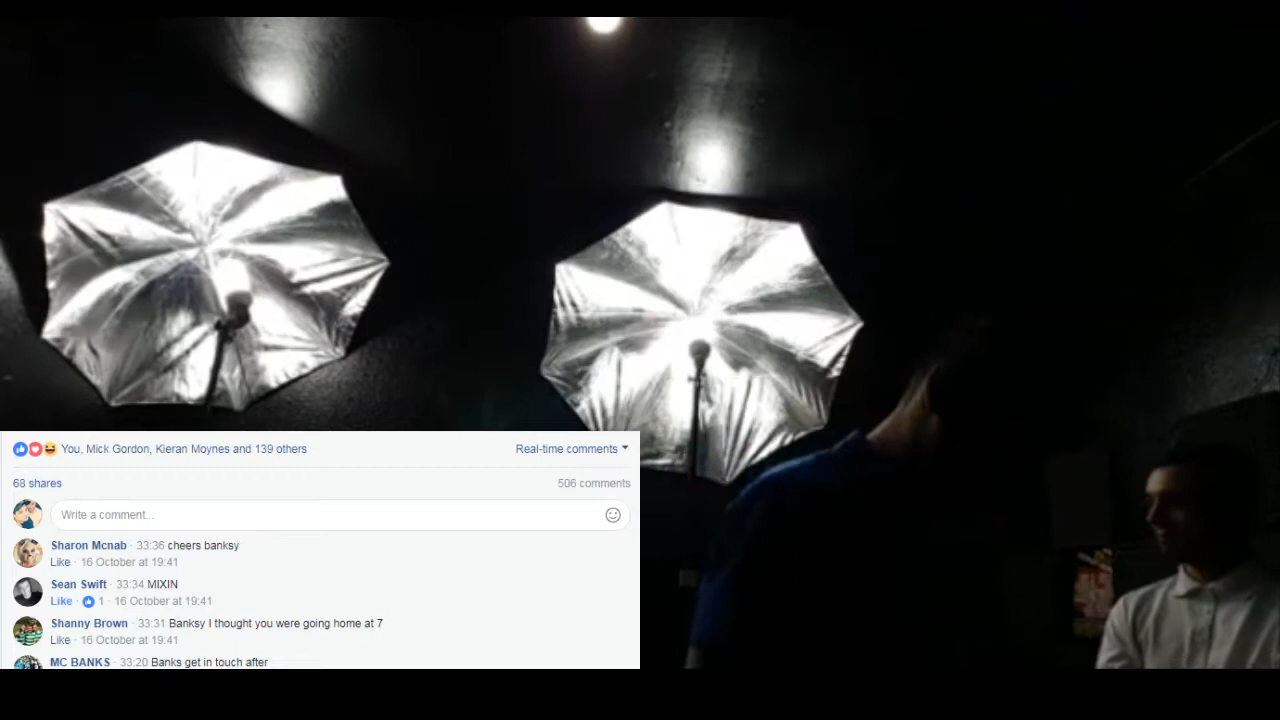 You, Mick Gordon, Kieran Moynes and 139 others Real-time comments
68 shares 506 comments
Write a comment...
Sharon Mcnab · 33:36 cheers banksy
Like · 16 October at 19:41
Sean Swift · 33:34 MIXIN
Like · 1 · 16 October at 19:41
Shanny Brown · 33:31 Banksy I thought you were going home at 7
Like · 16 October at 19:41
MC BANKS · 33:20 Banks get in touch after